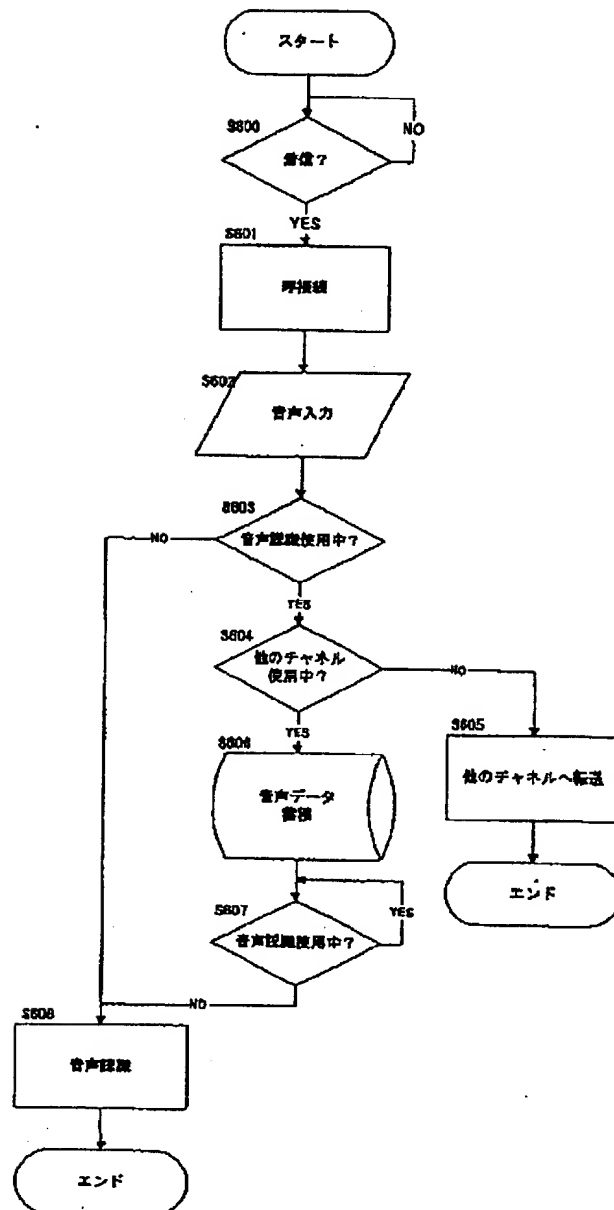 スタート
S600
NO
着信？
YES
S601
呼接続
S602
音声入力
S603
音声認識使用中？
NO
YES
S604
他のチャネル
使用中？
NO
YES
S605
他のチャネルへ転送
S606
音声データ
蓄積
エンド
S607
YES
音声認識使用中？
NO
S608
音声認識
エンド